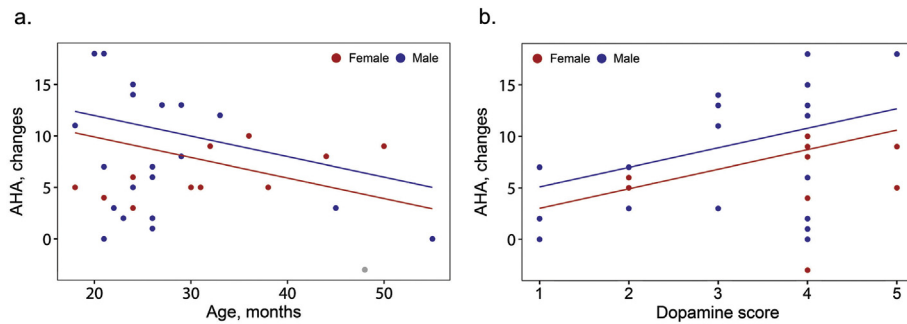 a.
Female Male
AHA, changes
15
10
5
0
20 30 40 50
Age, months
b.
Female Male
AHA, changes
15
10
5
0
1 2 3 4 5
Dopamine score